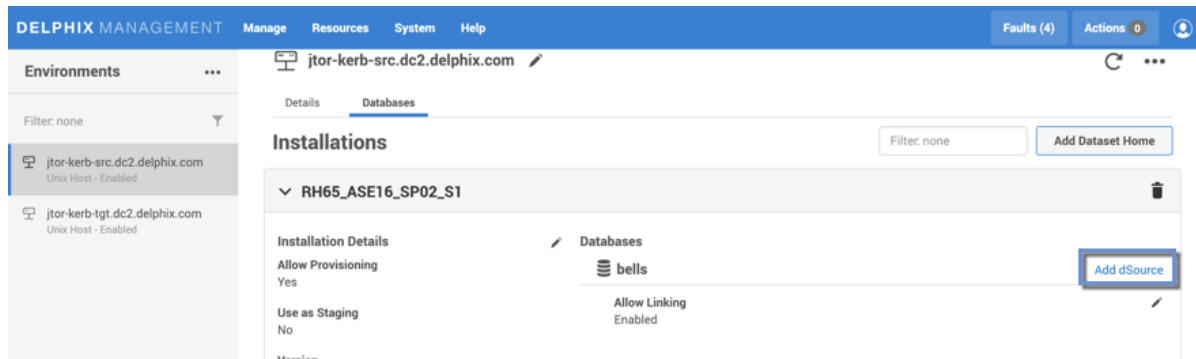 DELPHIX MANAGEMENT Manage Resources System Help Faults (4) Actions 0
Environments
Filter: none
jtor-kerb-src.dc2.delphix.com
Unix Host - Enabled
jtor-kerb-tgt.dc2.delphix.com
Unix Host - Enabled
jtor-kerb-src.dc2.delphix.com
Details Databases
Installations Filter: none Add Dataset Home
RH65_ASE16_SP02_S1
Installation Details
Allow Provisioning
Yes
Use as Staging
No
Version
Databases
bells Add dSource
Allow Linking
Enabled